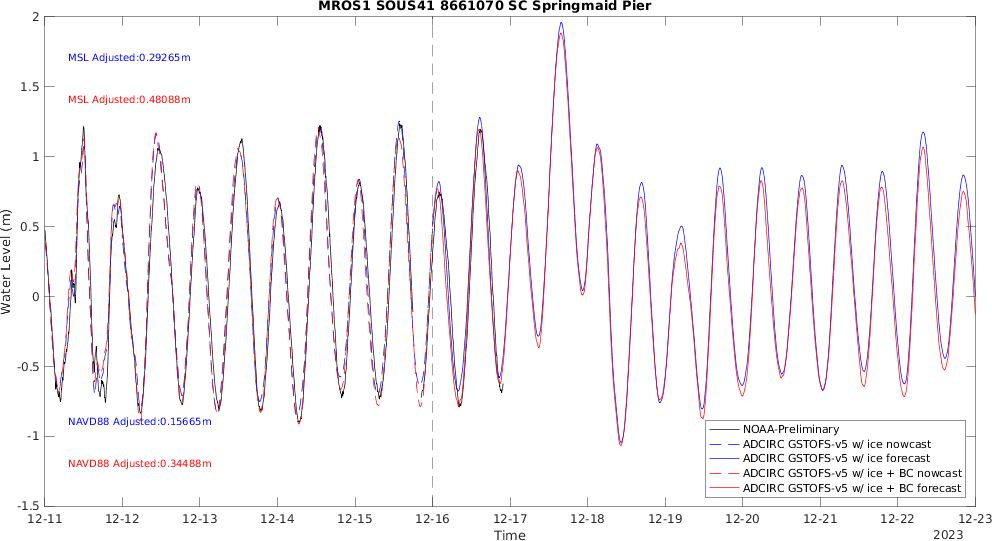 MROS1 SOUS41 8661070 SC Springmaid Pier
2
1.5
1
0.5
0
-0.5
-1
-1.5
Water Level (m)
MSL Adjusted:0.29265m
MSL Adjusted:0.48088m
NAVD88 Adjusted:0.15665m
NAVD88 Adjusted:0.34488m
NOAA-Preliminary
ADCIRC GSTOFS-v5 w/ ice nowcast
ADCIRC GSTOFS-v5 w/ ice forecast
ADCIRC GSTOFS-v5 w/ ice + BC nowcast
ADCIRC GSTOFS-v5 w/ ice + BC forecast
12-11 12-12 12-13 12-14 12-15 12-16 12-17 12-18 12-19 12-20 12-21 12-22 12-23
Time
2023